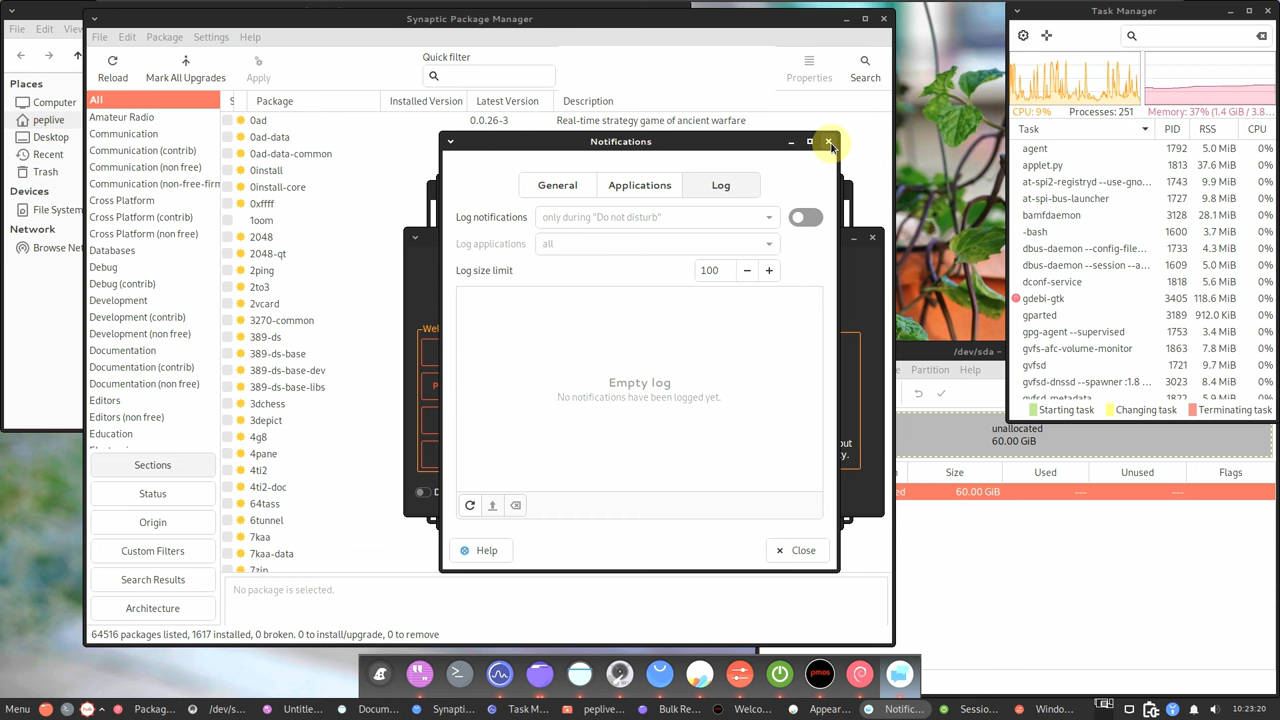 Synaptic Package Manager
File Edit Package Settings Help
Reload
Mark All Upgrades
Apply
Quick filter
Properties
Search
All
Amateur Radio
Communication
Communication (contrib)
Communication (non free)
Communication (non-free-firm
Cross Platform
Cross Platform (contrib)
Cross Platform (non free)
Databases
Debug
Debug (contrib)
Development
Development (contrib)
Development (non free)
Documentation
Documentation (contrib)
Documentation (non free)
Editors
Editors (non free)
Education
Sections
Status
Origin
Custom Filters
Search Results
Architecture
S Package Installed Version Latest Version Description
0ad 0.0.26-3 Real-time strategy game of ancient warfare
0ad-data
0ad-data-common
0install
0install-core
0xffff
1oom
2048
2048-qt
2ping
2to3
2vcard
3270-common
389-ds
389-ds-base
389-ds-base-dev
389-ds-base-libs
3dchess
3depict
4g8
4pane
4ti2
4ti2-doc
64tass
6tunnel
7kaa
7kaa-data
7zip
No package is selected.
64516 packages listed, 1617 installed, 0 broken. 0 to install/upgrade, 0 to remove
File Edit View
Places
Computer
peplive
Desktop
Recent
Trash
Devices
File System
Network
Browse Net
Notifications
General Applications Log
Log notifications only during "Do not disturb"
Log applications all
Log size limit 100
Empty log
No notifications have been logged yet.
Help
Close
Wel
P
D
out
y.
Task Manager
CPU: 9% Processes: 251 Memory: 37% (1.4 GiB / 3.8...
Task PID RSS CPU
agent 1792 5.0 MiB 0%
applet.py 1813 37.6 MiB 0%
at-spi2-registryd --use-gno... 1743 9.9 MiB 0%
at-spi-bus-launcher 1727 9.8 MiB 0%
bamfdaemon 3128 28.1 MiB 0%
-bash 1600 3.7 MiB 0%
dbus-daemon --config-file... 1733 4.3 MiB 0%
dbus-daemon --session --a... 1609 5.0 MiB 0%
dconf-service 1818 5.6 MiB 0%
gdebi-gtk 3405 118.6 MiB 0%
gparted 3189 912.0 KiB 0%
gpg-agent --supervised 1753 3.4 MiB 0%
gvfs-afc-volume-monitor 1863 7.8 MiB 0%
gvfsd 1721 9.7 MiB 0%
gvfsd-dnssd --spawner :1.8 ... 3023 8.4 MiB 0%
gvfsd_metadata 1822 5.9 MiB 0%
Starting task Changing task Terminating task
/dev/sda –
e Partition Help
unallocated
60.00 GiB
Size Used Unused Flags
ed 60.00 GiB --- ---
pmos
Menu Packag... /dev/s... Untitle... Docum... Synapti... Task M... peplive... Bulk Re... Welco... Appear... Notific... Sessio... Windo... 10:23:20